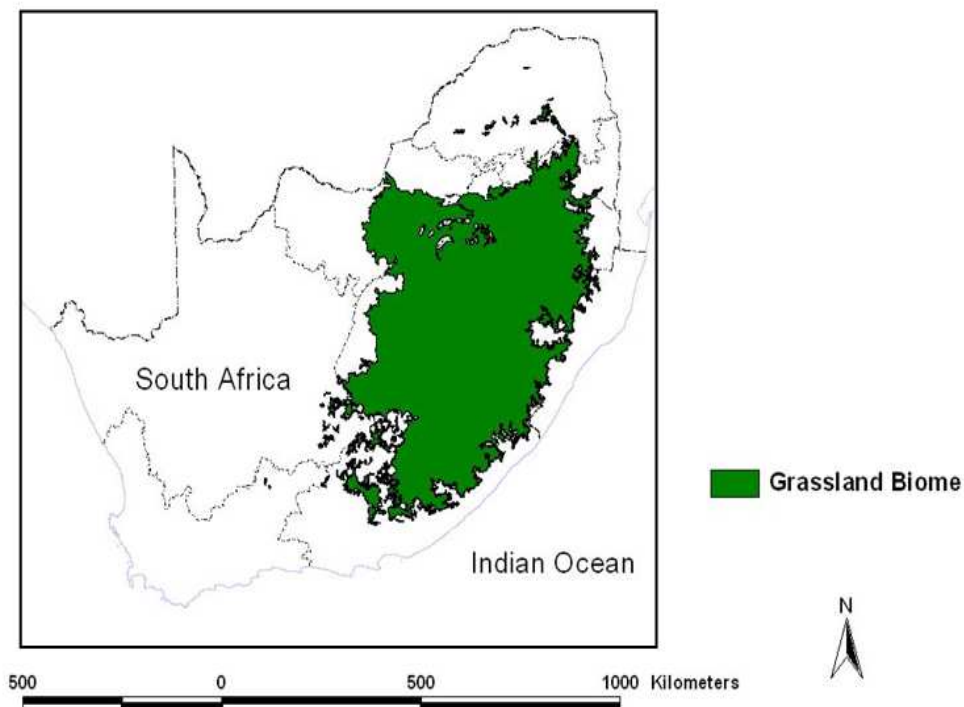 South Africa
Grassland Biome
Indian Ocean
N
500 0 500 1000 Kilometers